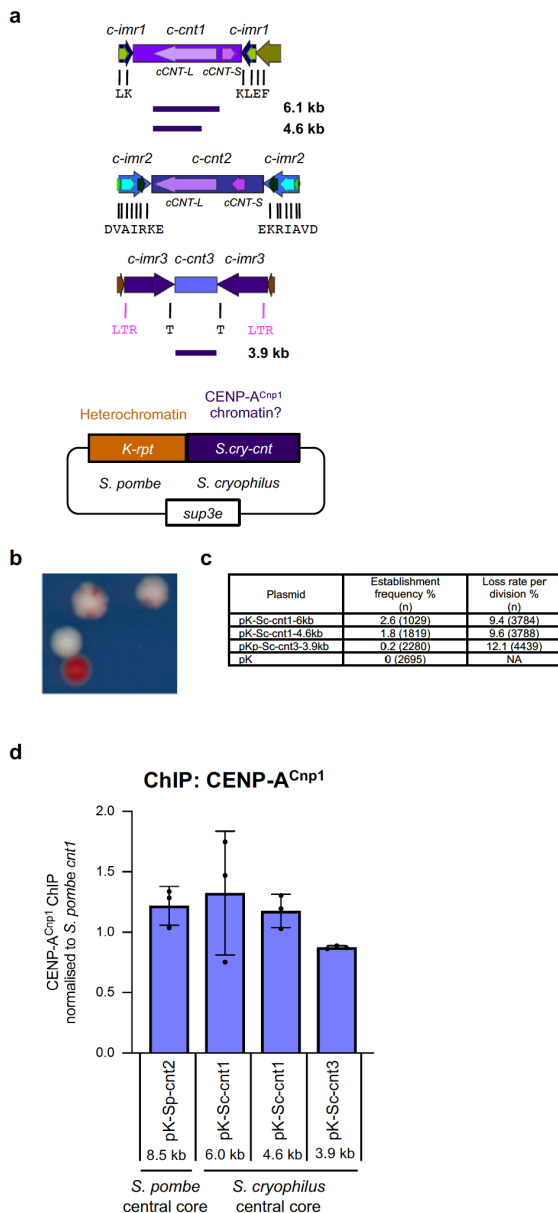 a
c-imr1 c-cnt1 c-imr1
cCNT-L cCNT-S
LK KLEF
6.1 kb
4.6 kb
c-imr2 c-cnt2 c-imr2
cCNT-L cCNT-S
DVAIRKE EKRIAVD
c-imr3 c-cnt3 c-imr3
LTR T T LTR
3.9 kb
CENP-ACnp1
Heterochromatin chromatin?
K-rpt S.cry-cnt
S. pombe S. cryophilus
sup3e
b
c
Plasmid Establishment frequency % (n) Loss rate per division % (n)
pK-Sc-cnt1-6kb 2.6 (1029) 9.4 (3784)
pK-Sc-cnt1-4.6kb 1.8 (1819) 9.6 (3788)
pKp-Sc-cnt3-3.9kb 0.2 (2280) 12.1 (4439)
pK 0 (2695) NA
d
ChIP: CENP-ACnp1
CENP-ACnp1 ChIP
normalised to S. pombe cnt1
2.0
1.5
1.0
0.5
0.0
pK-Sp-cnt2 pK-Sc-cnt1 pK-Sc-cnt1 pK-Sc-cnt3
8.5 kb 6.0 kb 4.6 kb 3.9 kb
S. pombe S. cryophilus
central core central core